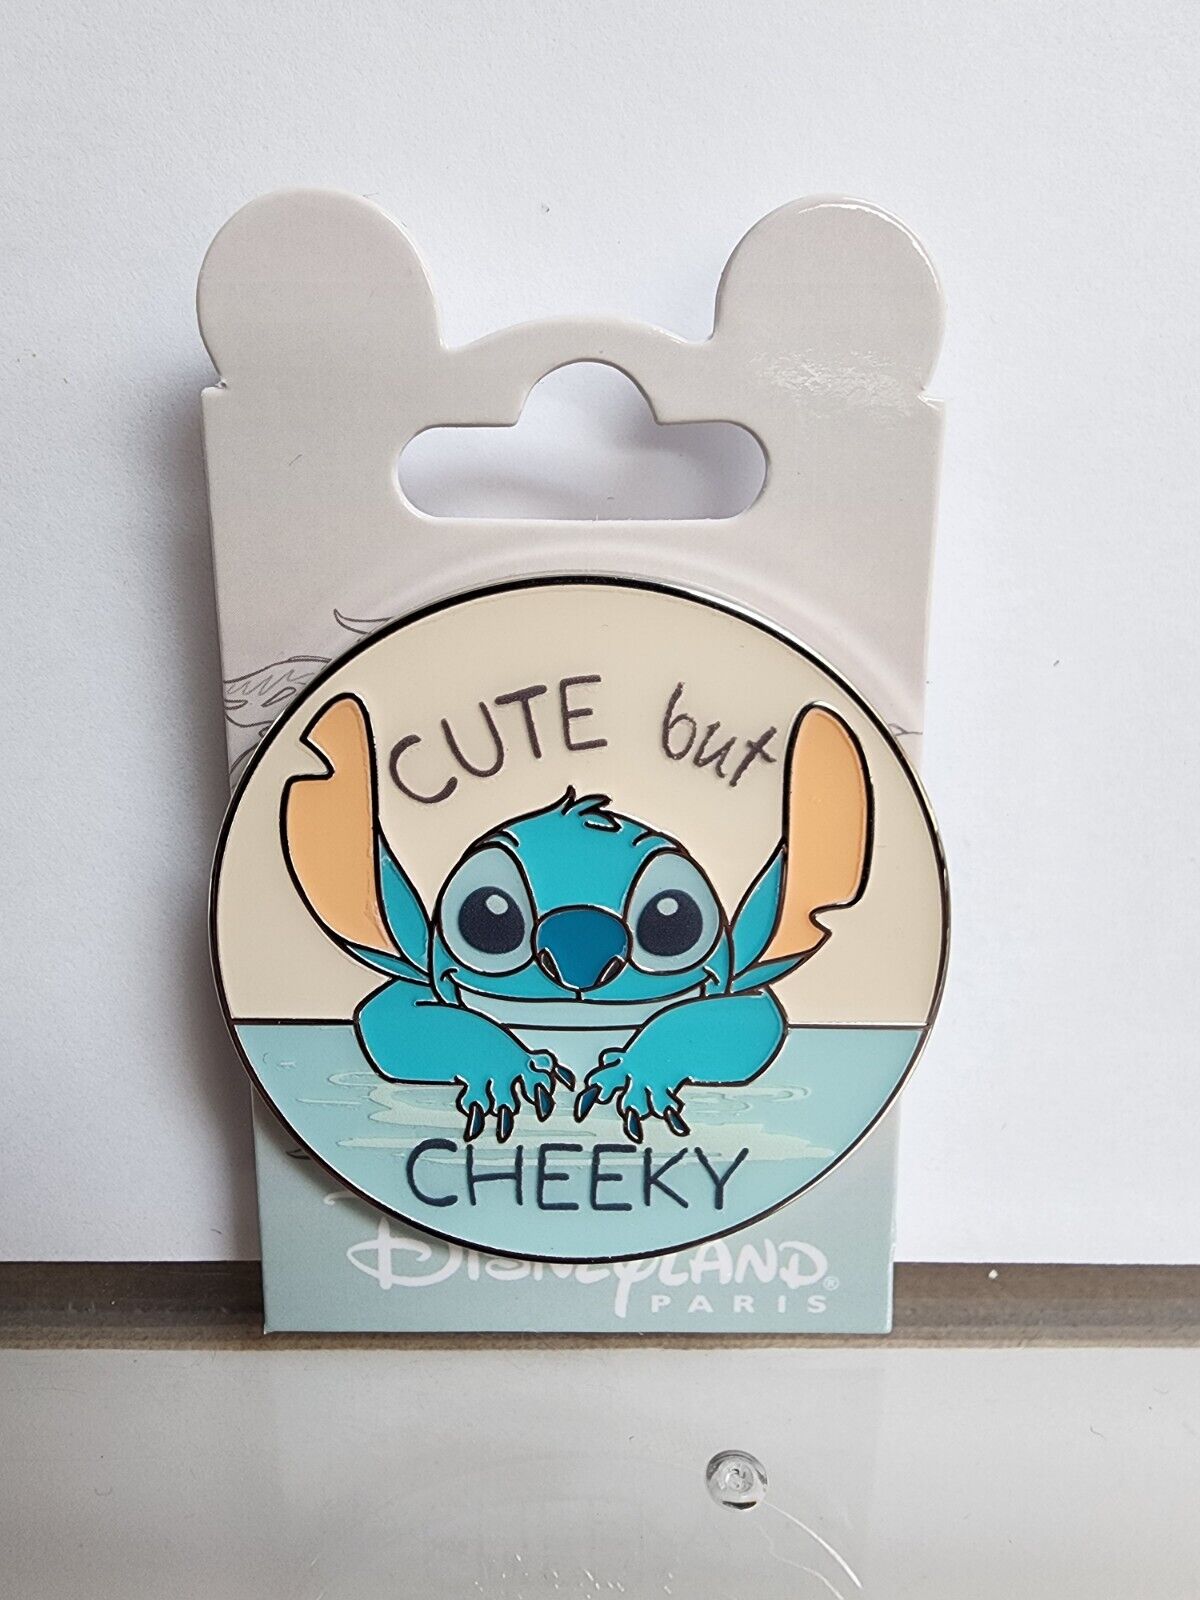 CUTE but
CHEEKY
DISNEYLAND®
PARIS